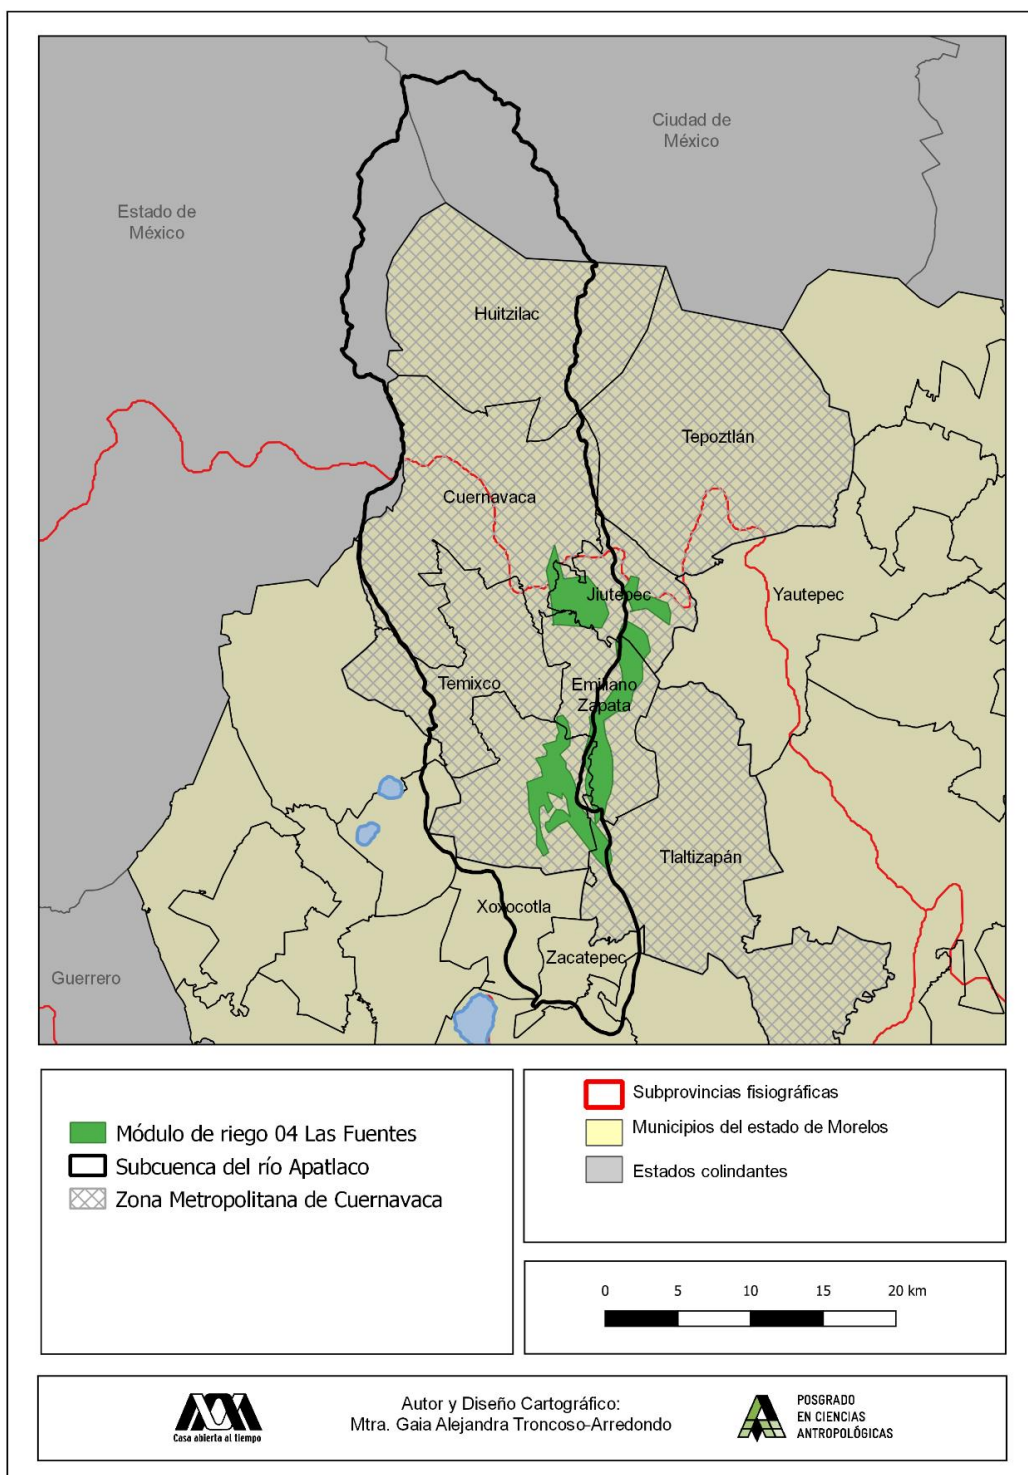 Ciudad de
México
Estado de
México
Huitzilac
Tepoztlán
Cuernavaca
Jiutepec
Yautepec
Temixco
Emiliano
Zapata
Tlaltizapán
Xoxocotla
Zacatepec
Guerrero
Módulo de riego 04 Las Fuentes
Subcuenca del río Apatlaco
Zona Metropolitana de Cuernavaca
Subprovincias fisiográficas
Municipios del estado de Morelos
Estados colindantes
0 5 10 15 20 km
Casa abierta al tiempo
Autor y Diseño Cartográfico:
Mtra. Gaia Alejandra Troncoso-Arredondo
POSGRADO
EN CIENCIAS
ANTROPOLÓGICAS